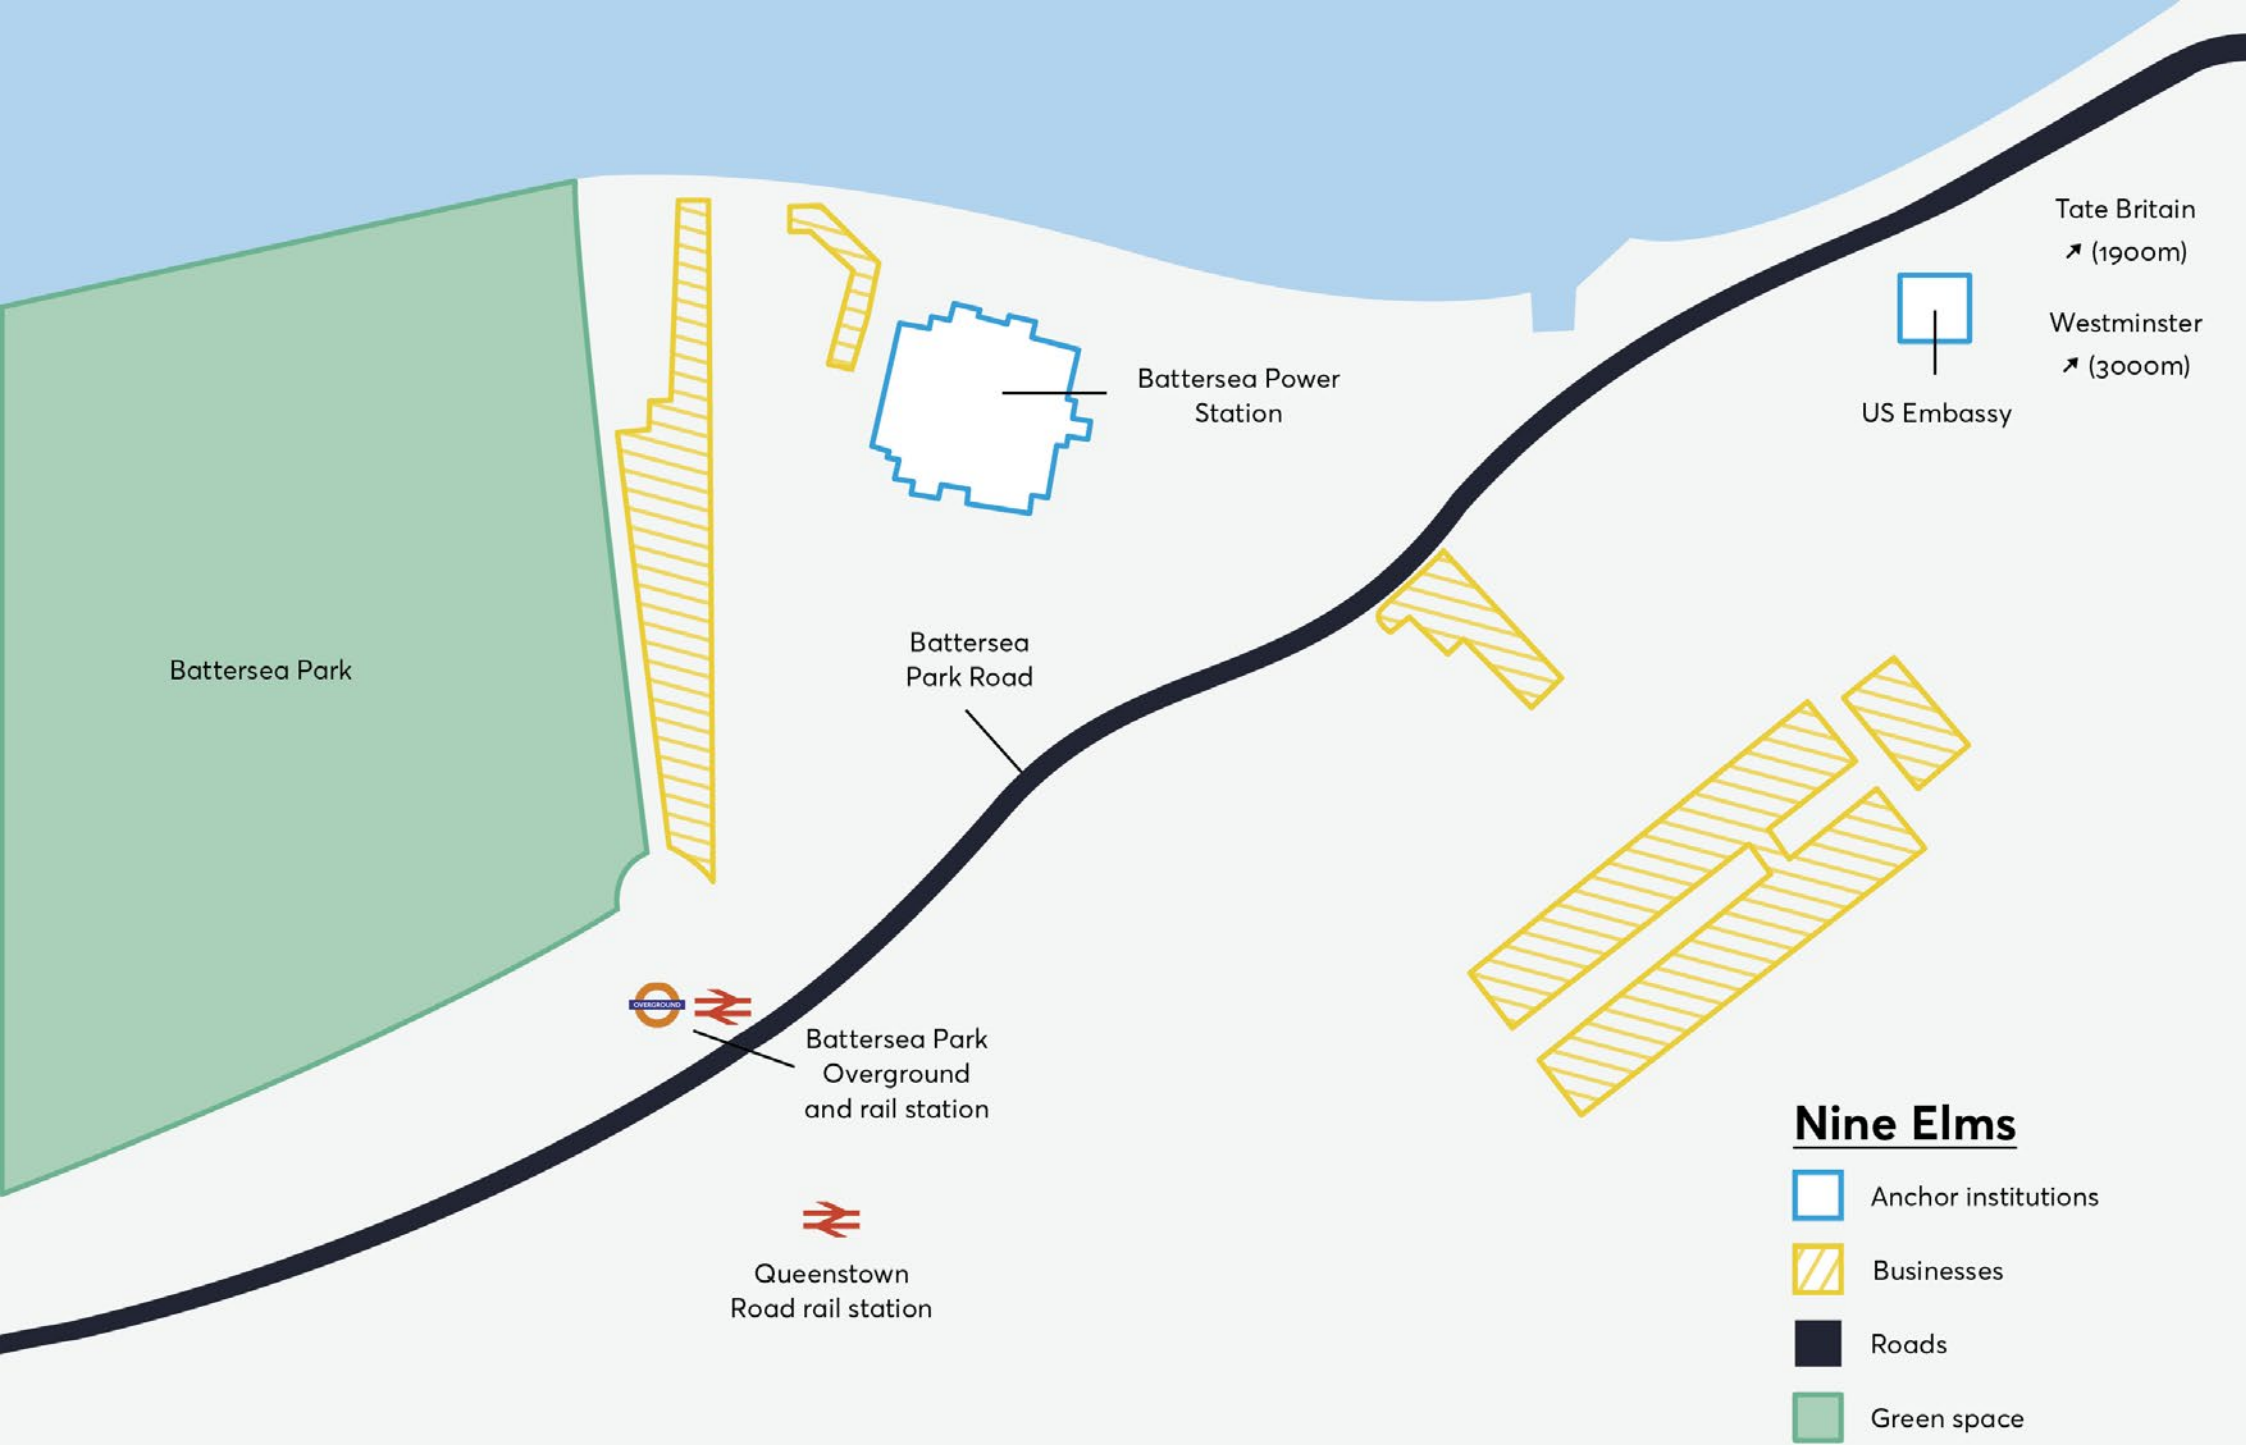 Tate Britain
↗ (1900m)
Westminster
↗ (3000m)
US Embassy
Battersea Power
Station
Battersea
Park Road
Battersea Park
OVERGROUND
Battersea Park
Overground
and rail station
Queenstown
Road rail station
Nine Elms
Anchor institutions
Businesses
Roads
Green space